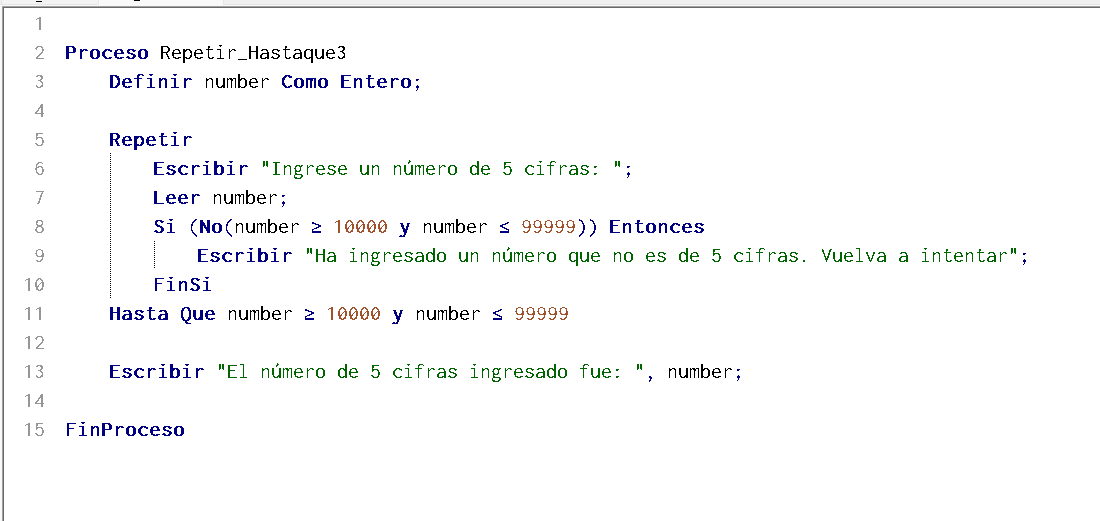 1
2 Proceso Repetir_Hastaque3
3 Definir number Como Entero;
4
5 Repetir
6 Escribir "Ingrese un número de 5 cifras: ";
7 Leer number;
8 Si (No(number ≥ 10000 y number ≤ 99999)) Entonces
9 Escribir "Ha ingresado un número que no es de 5 cifras. Vuelva a intentar";
10 FinSi
11 Hasta Que number ≥ 10000 y number ≤ 99999
12
13 Escribir "El número de 5 cifras ingresado fue: ", number;
14
15 FinProceso